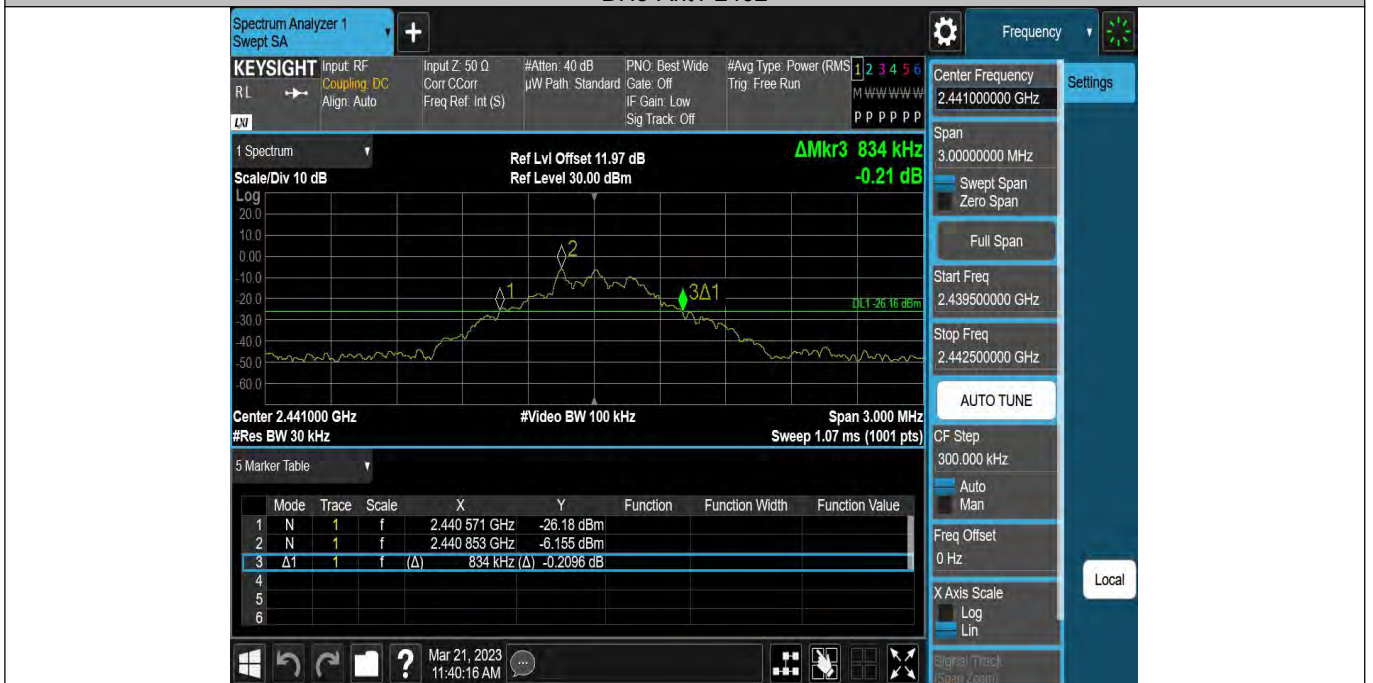 Spectrum Analyzer 1
Swept SA
+
Frequency
KEYSIGHT
RL
LXI
Input: RF
Coupling: DC
Align: Auto
Input Z: 50 Ω
Corr CCorr
Freq Ref: Int (S)
#Atten: 40 dB
µW Path: Standard
PNO: Best Wide
Gate: Off
IF Gain: Low
Sig Track: Off
#Avg Type: Power (RMS
Trig: Free Run
1 2 3 4 5 6
M W W W W W
P P P P P P
1 Spectrum
Scale/Div 10 dB
Ref Lvl Offset 11.97 dB
Ref Level 30.00 dBm
ΔMkr3 834 kHz
-0.21 dB
Log
20.0
10.0
0.00
-10.0
-20.0
-30.0
-40.0
-50.0
-60.0
1
2
3Δ1
DL1 -26.16 dBm
Center 2.441000 GHz
#Video BW 100 kHz
Span 3.000 MHz
#Res BW 30 kHz
Sweep 1.07 ms (1001 pts)
5 Marker Table
Mode Trace Scale X Y Function Function Width Function Value
1 N 1 f 2.440 571 GHz -26.18 dBm
2 N 1 f 2.440 853 GHz -6.155 dBm
3 Δ1 1 f (Δ) 834 kHz (Δ) -0.2096 dB
4
5
6
?
Mar 21, 2023
11:40:16 AM
Center Frequency
2.441000000 GHz
Settings
Span
3.00000000 MHz
Swept Span
Zero Span
Full Span
Start Freq
2.439500000 GHz
Stop Freq
2.442500000 GHz
AUTO TUNE
CF Step
300.000 kHz
Auto
Man
Freq Offset
0 Hz
X Axis Scale
Log
Lin
Local
Signal Track
(Span Zoom)